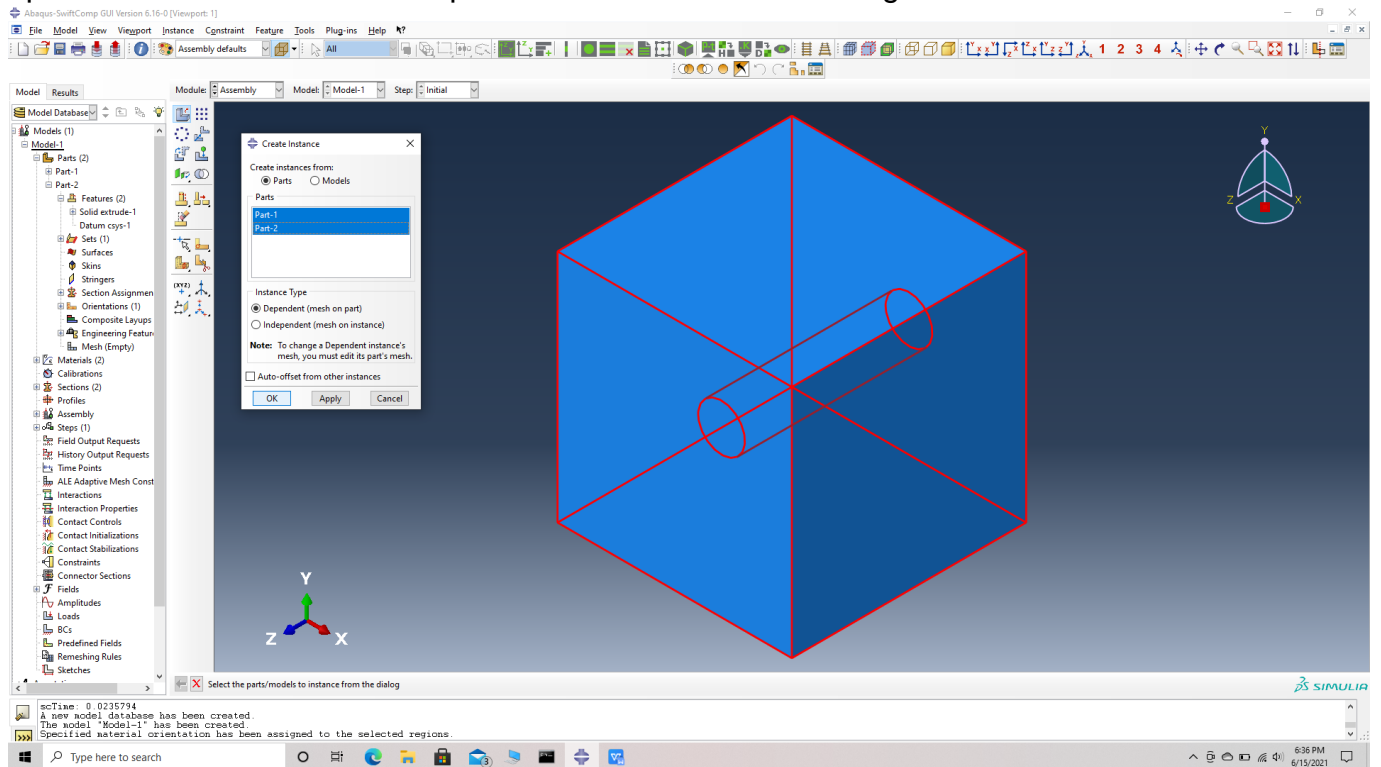 Abaqus-SwiftComp GUI Version 6.16-0 [Viewport: 1]
File Model View Viewport Instance Constraint Feature Tools Plug-ins Help
Assembly defaults All 1 2 3 4
Model Results Module: Assembly Model: Model-1 Step: Initial
Model Database
Models (1)
Model-1
Parts (2)
Part-1
Part-2
Features (2)
Solid extrude-1
Datum csys-1
Sets (1)
Surfaces
Skins
Stringers
Section Assignmen
Orientations (1)
Composite Layups
Engineering Featur
Mesh (Empty)
Materials (2)
Calibrations
Sections (2)
Profiles
Assembly
Steps (1)
Field Output Requests
History Output Requests
Time Points
ALE Adaptive Mesh Const
Interactions
Interaction Properties
Contact Controls
Contact Initializations
Contact Stabilizations
Constraints
Connector Sections
Fields
Amplitudes
Loads
BCs
Predefined Fields
Remeshing Rules
Sketches
(XYZ)
Create Instance
Create instances from:
Parts Models
Parts
Part-1
Part-2
Instance Type
Dependent (mesh on part)
Independent (mesh on instance)
Note: To change a Dependent instance's
mesh, you must edit its part's mesh.
Auto-offset from other instances
OK Apply Cancel
Y
Z X
Y
Z X
Select the parts/models to instance from the dialog
SIMULIA
scTime: 0.0235794
A new model database has been created.
The model "Model-1" has been created.
Specified material orientation has been assigned to the selected regions.
Type here to search
6:36 PM
6/15/2021